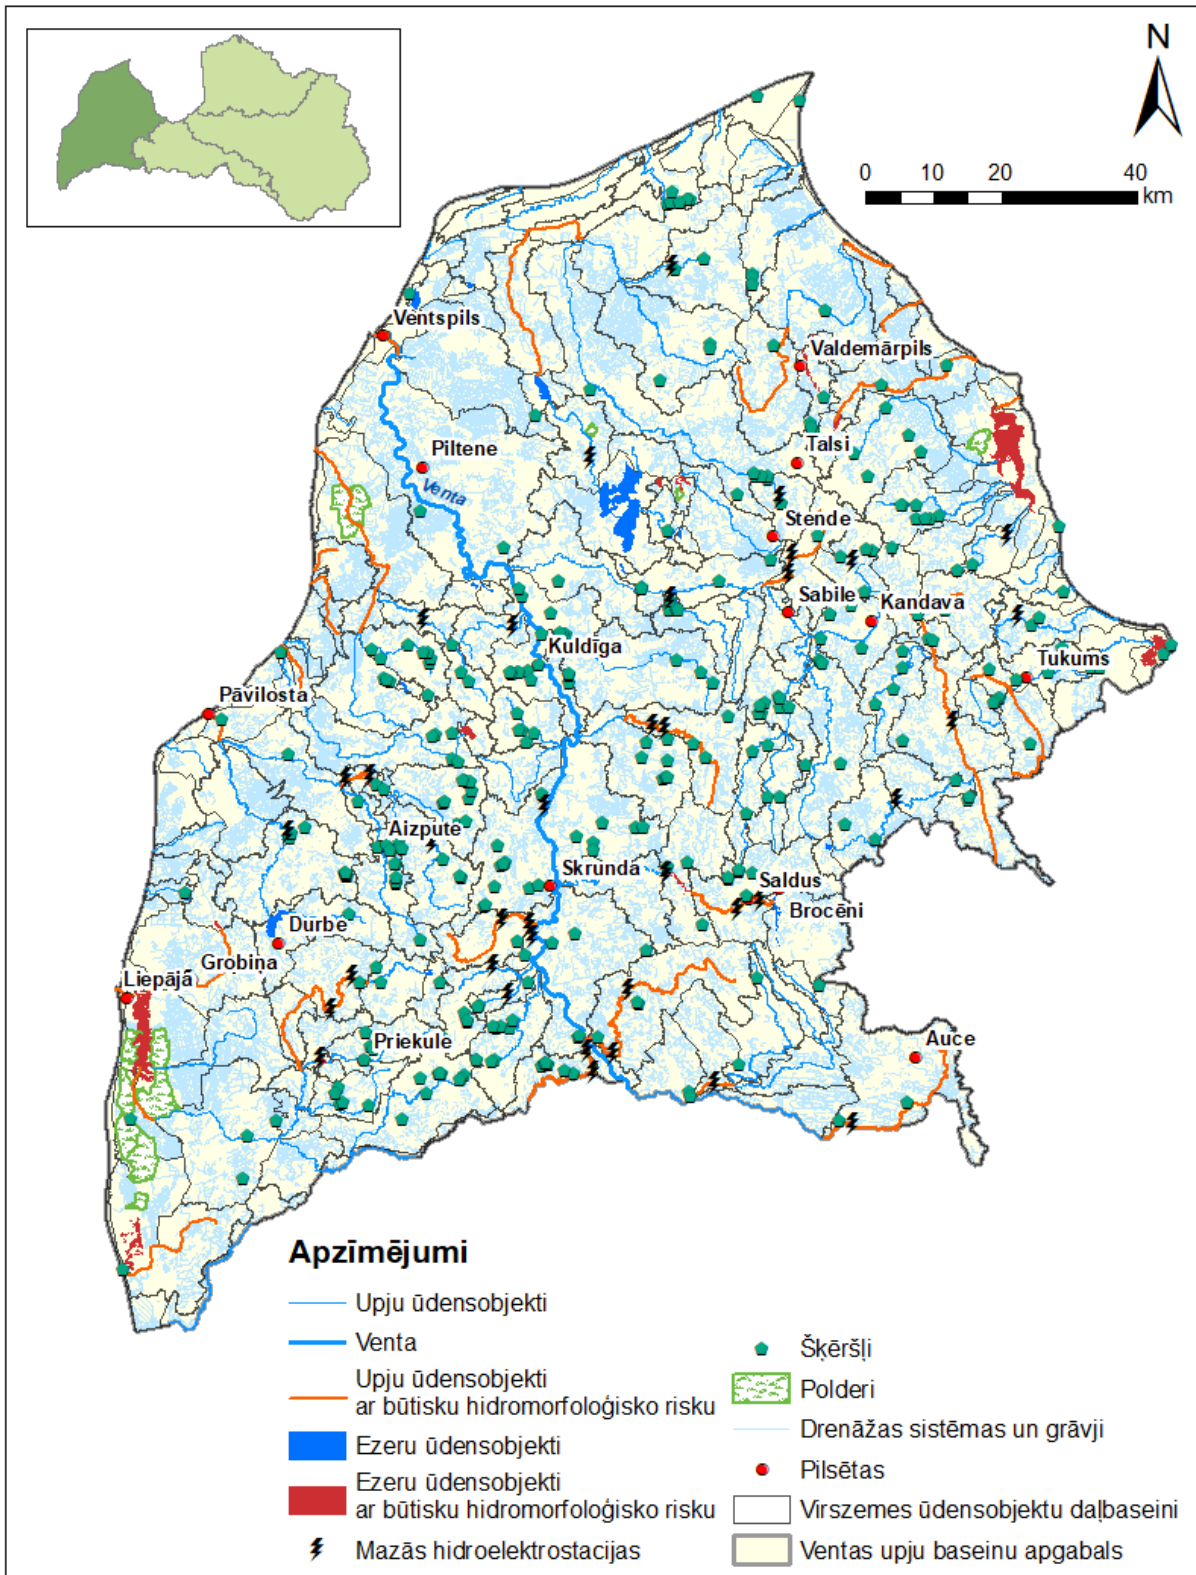 N
0 10 20 40
km
Ventspils
Valdemārpils
Piltene
Talsi
Venta
Stende
Sabile
Kandava
Kuldīga
Tukums
Pāvilosta
Aizpute
Skrunda
Saldus
Brocēni
Durbe
Grobiņa
Liepāja
Priekule
Auce
Apzīmējumi
Upju ūdensobjekti
Venta
Upju ūdensobjekti
ar būtisku hidromorfoloģisko risku
Ezeru ūdensobjekti
Ezeru ūdensobjekti
ar būtisku hidromorfoloģisko risku
Mazās hidroelektrostacijas
Šķēršļi
Polderi
Drenāžas sistēmas un grāvji
Pilsētas
Virszemes ūdensobjektu daļbaseini
Ventas upju baseinu apgabals